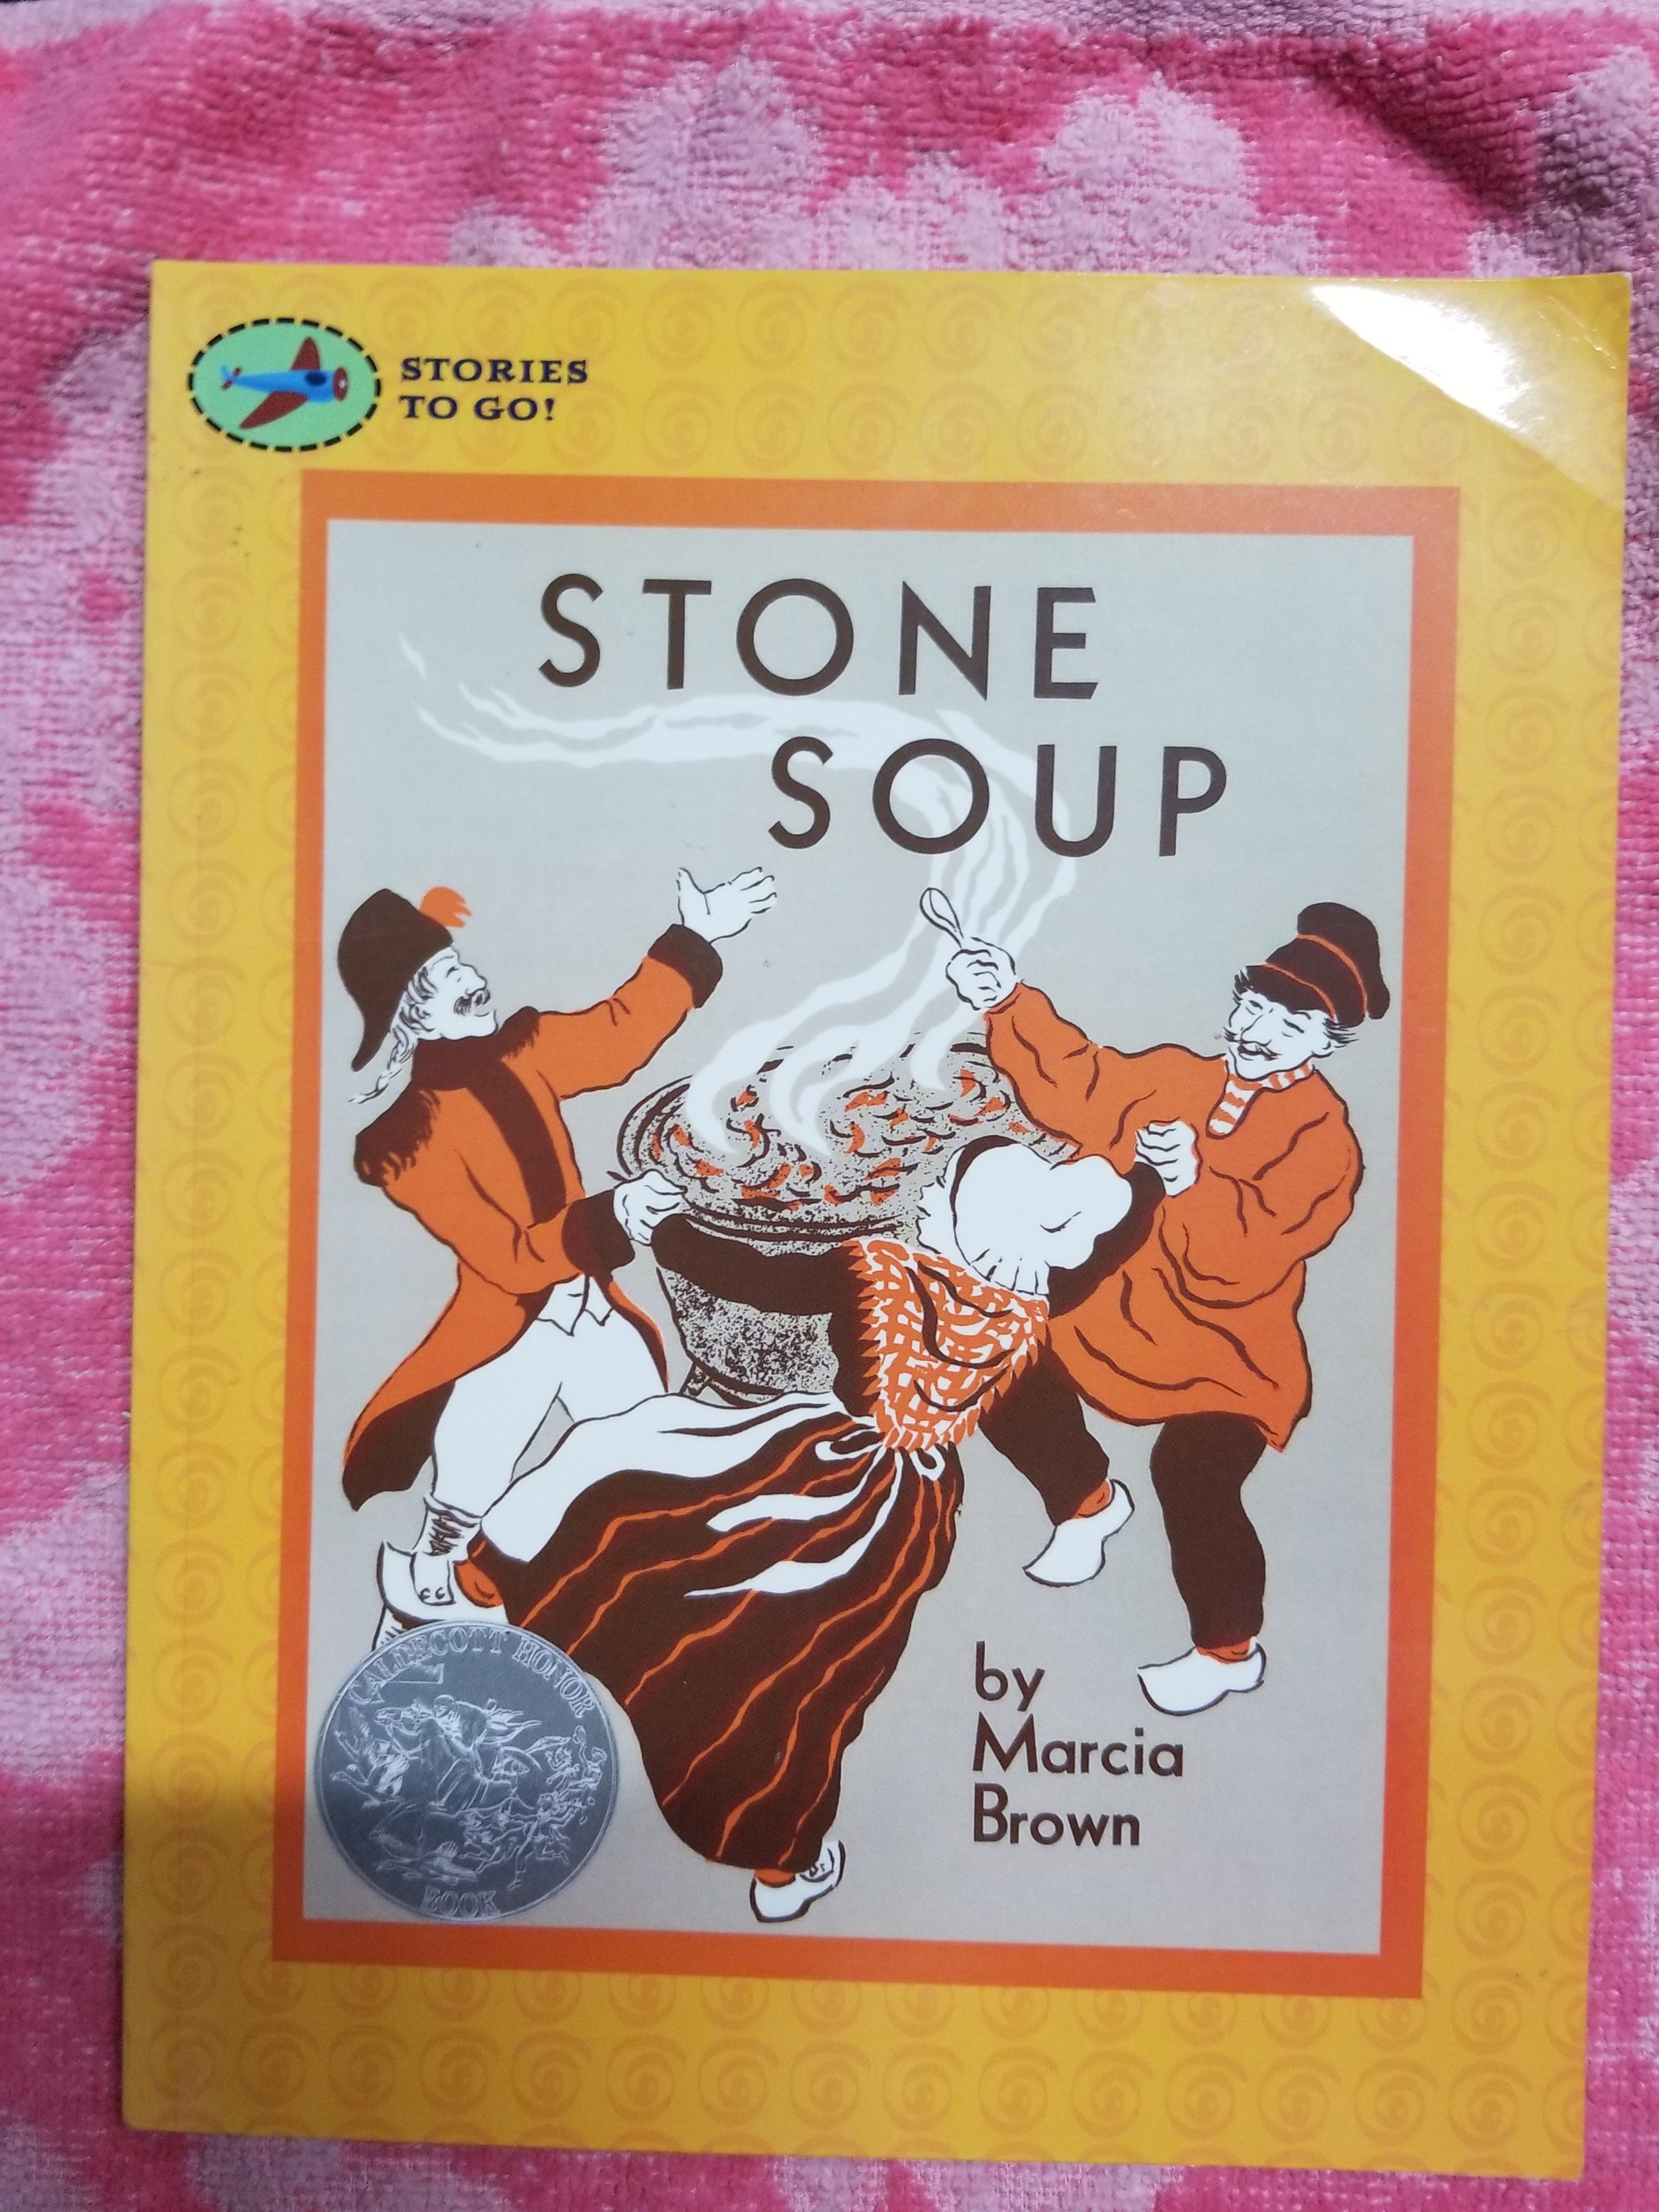 STORIES
TO GO!
STONE
SOUP
by
Marcia
Brown
CALDECOTT HONOR
BOOK